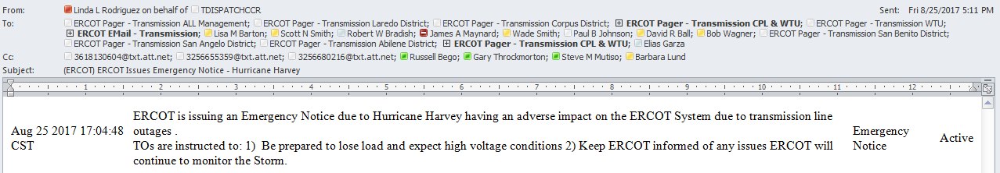 From: Linda L Rodriguez on behalf of TDISPATCHCCR Sent: Fri 8/25/2017 5:11 PM
To: ERCOT Pager - Transmission ALL Management; ERCOT Pager - Transmission Laredo District; ERCOT Pager - Transmission Corpus District; ERCOT Pager - Transmission CPL & WTU; ERCOT Pager - Transmission WTU;
ERCOT EMail - Transmission; Lisa M Barton; Scott N Smith; Robert W Bradish; James A Maynard; Wade Smith; Paul B Johnson; David R Ball; Bob Wagner; ERCOT Pager - Transmission San Benito District;
ERCOT Pager - Transmission San Angelo District; ERCOT Pager - Transmission Abilene District; ERCOT Pager - Transmission CPL & WTU; Elias Garza
Cc: 3618130604@txt.att.net; 3256655359@txt.att.net; 3256680216@txt.att.net; Russell Bego; Gary Throckmorton; Steve M Mutiso; Barbara Lund
Subject: (ERCOT) ERCOT Issues Emergency Notice - Hurricane Harvey
1 2 3 4 5 6 7 8 9 10 11 12
Aug 25 2017 17:04:48
CST
ERCOT is issuing an Emergency Notice due to Hurricane Harvey having an adverse impact on the ERCOT System due to transmission line
outages .
TOs are instructed to: 1) Be prepared to lose load and expect high voltage conditions 2) Keep ERCOT informed of any issues ERCOT will
continue to monitor the Storm.
Emergency
Notice
Active